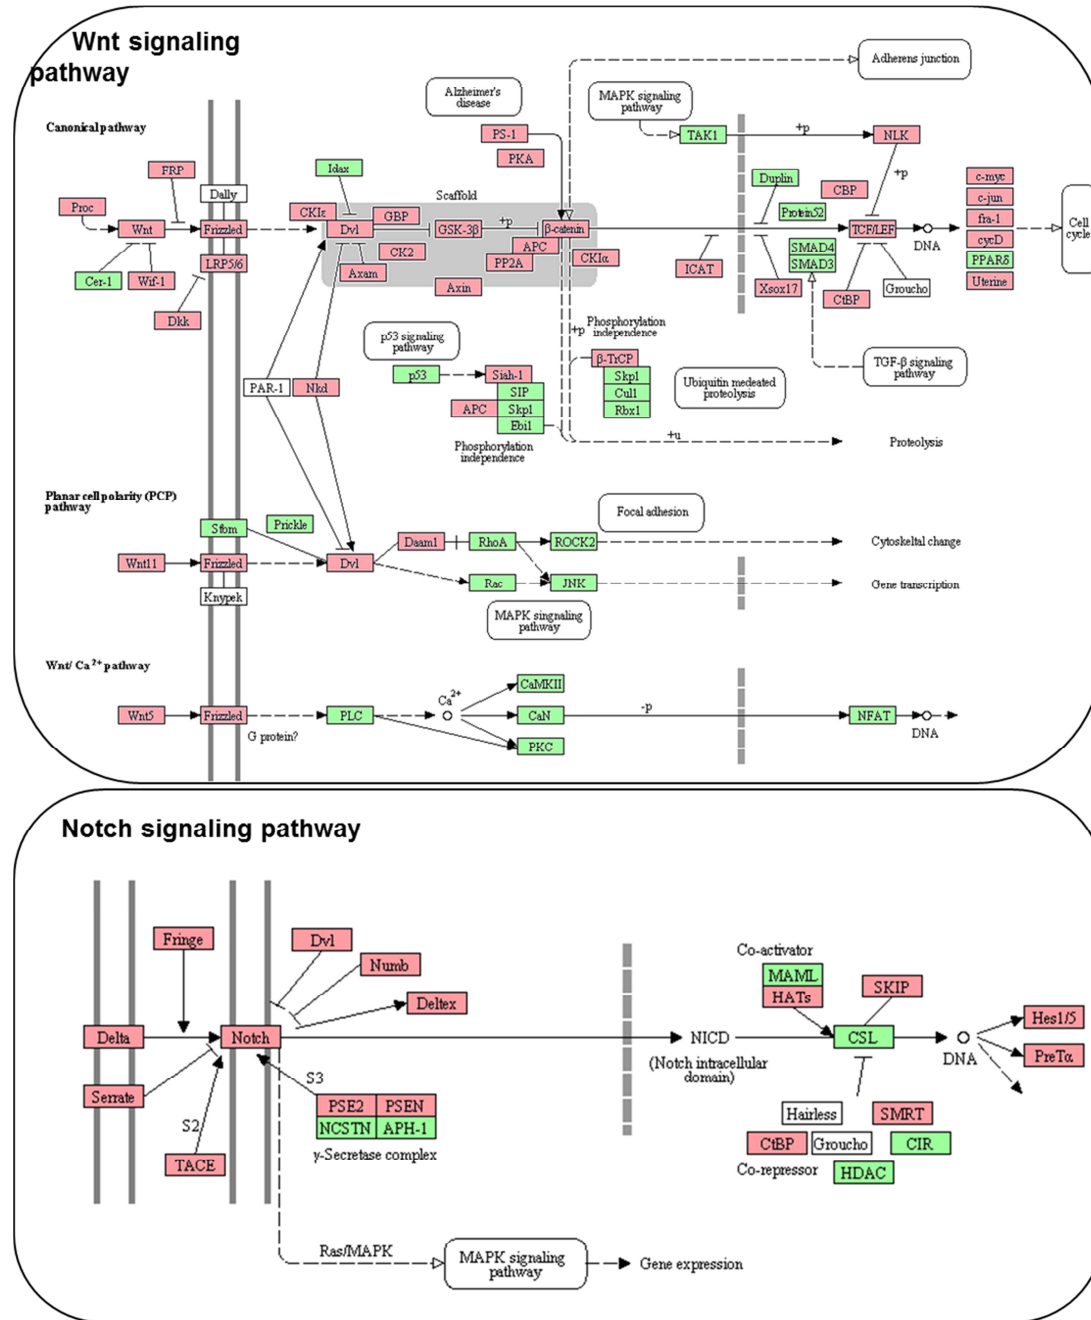 Wnt signaling
pathway
Adherens junction
Alzheimer's
disease
MAPK signaling
pathway
Canonical pathway
PS-1
TAK1
+p
NLK
PKA
FRP
Idax
+p
Duplin
CBP
c-myc
Dally
Scaffold
c-jun
Proc
CKIε
GBP
Protein52
fra-1
Cell
cycle
Wnt
Frizzled
Dvl
GSK-3β
+p
β-catenin
TCF/LEF
DNA
cycD
CK2
APC
SMAD4
PPARδ
LRP5/6
PP2A
CKIα
SMAD3
Cer-1
Wif-1
Axam
ICAT
Xsox17
CtBP
Groucho
Uterine
Axin
Dkk
+p
Phosphorylation
independence
p53 signaling
pathway
β-TrCP
TGF-β signaling
pathway
p53
Siah-1
Skp1
PAR-1
Nkd
SIP
Cul1
Ubiquitin medeated
proteolysis
APC
Skp1
Rbx1
Ebi1
+u
Proteolysis
Phosphorylation
independence
Planar cell polarity (PCP)
pathway
Focal adhesion
Stbm
Prickle
Daam1
RhoA
ROCK2
Cytoskeltal change
Wnt11
Frizzled
Dvl
Rac
JNK
Gene transcription
Knypek
MAPK singnaling
pathway
Wnt/ Ca2+ pathway
CaMKII
Ca2+
Wnt5
Frizzled
PLC
CaN
-p
NFAT
DNA
G protein?
PKC
Notch signaling pathway
Fringe
Dvl
Co-activator
Numb
MAML
SKIP
HATs
Deltex
Hes1/5
Delta
Notch
NICD
CSL
DNA
PreTα
(Notch intracellular
domain)
S3
Serrate
PSE2
PSEN
Hairless
SMRT
S2
NCSTN
APH-1
CtBP
Groucho
CIR
γ-Secretase complex
TACE
Co-repressor
HDAC
Ras/MAPK
MAPK signaling
pathway
Gene expression